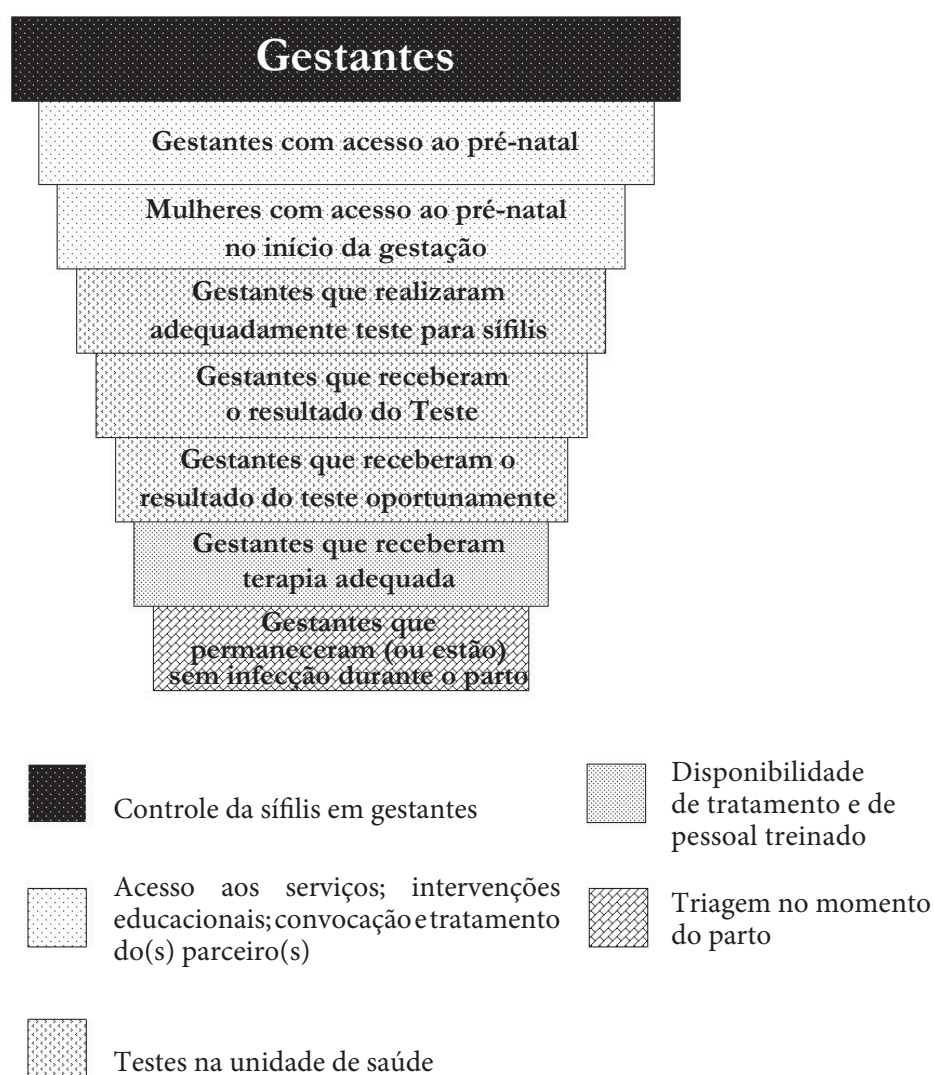 Gestantes
Gestantes com acesso ao pré-natal
Mulheres com acesso ao pré-natal
no início da gestação
Gestantes que realizaram
adequadamente teste para sífilis
Gestantes que receberam
o resultado do Teste
Gestantes que receberam o
resultado do teste oportunamente
Gestantes que receberam
terapia adequada
Gestantes que
permaneceram (ou estão)
sem infecção durante o parto
Controle da sífilis em gestantes
Acesso aos serviços; intervenções
educacionais; convocação e tratamento
do(s) parceiro(s)
Testes na unidade de saúde
Disponibilidade
de tratamento e de
pessoal treinado
Triagem no momento
do parto